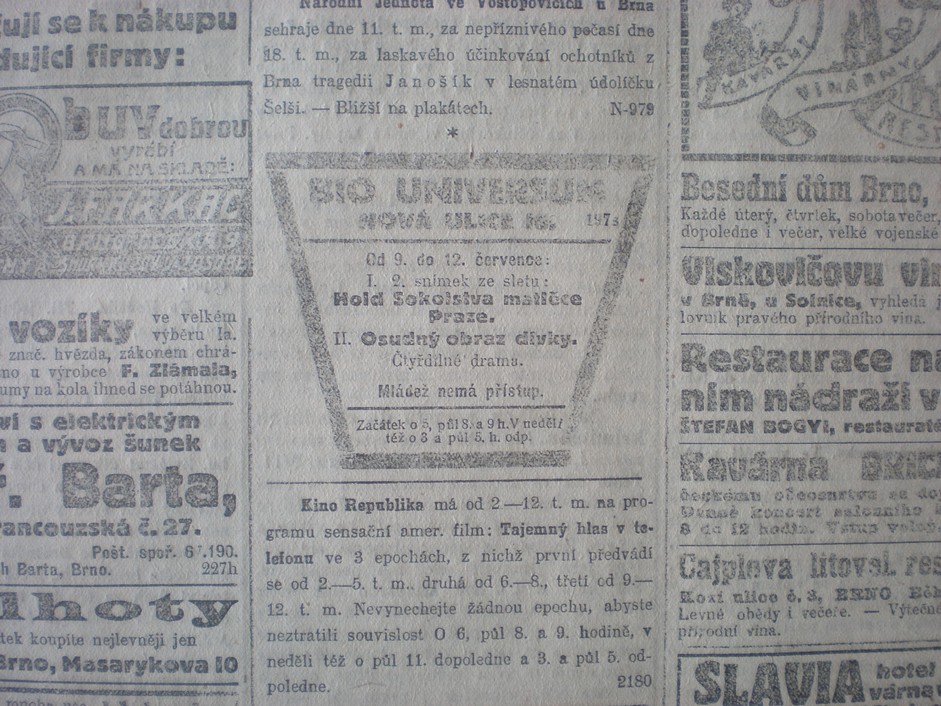 ují se k nákupu
dující firmy:
buv dobrou
vyrábí
A MÁ NA SKLADĚ:
vozíky
ve velkém
výběru Ia.
znač. hvězda, zákonem chrá-
no u výrobce F. Zlámala,
umy na kola ihned se potáhnou.
s elektrickým
a vývoz šunek
Barta,
rancouzská č. 27.
Pošt. spoř.
h Barta, Brno. 227h
lhoty
tek koupíte nejlevněji jen
Brno, Masarykova 10
Národní Jednota ve Vostopovicích u Brna
sehraje dne 11. t. m., za nepříznivého počasí dne
18. t. m., za laskavého účinkování ochotníků z
Brna tragedii Janošík v lesnatém údolíčku
Šelší. — Bližší na plakátech. N-979
*
BIO UNIVERSUM
NOVÁ ULICE
Od 9. do 12. července:
I. 2. snímek ze sletu:
Hold Sokolstva matičce
Praze.
II. Osudný obraz dívky.
Čtyřdílné drama.
Mládež nemá přístup.
Začátek o 5, půl 8. a 9 h. V neděli
též o 3 a půl 5. h. odp.
Kino Republika má od 2.—12. t. m. na pro-
gramu sensační amer. film: Tajemný hlas v te-
lefonu ve 3 epochách, z nichž první předvádí
se od 2.—5. t. m., druhá od 6.—8., třetí od 9.—
12. t. m. Nevynechejte žádnou epochu, abyste
neztratili souvislost O 6, půl 8. a 9. hodině, v
neděli též o půl 11. dopoledne a 3. a půl 5. od-
poledne. 2180
KAVÁRNY
VINÁRNY
REST
Besední dům Brno,
Každé úterý, čtvrtek, sobota večer,
dopoledne i večer, velké vojenské
Viskovičovu vin
v Brně, u Solnice, vyhledá
lovník pravého přírodního vína.
Restaurace na
ním nádraží v
ŠTEFAN BOGYI, restaurate
Kavárna
8 do 12 hodin. Vstup
Cajplova litovel. res
ulice č. 3, BRNO
Levné obědy i večeře. — Výtečné
přírodní vína.
SLAVIA
hotel
várna